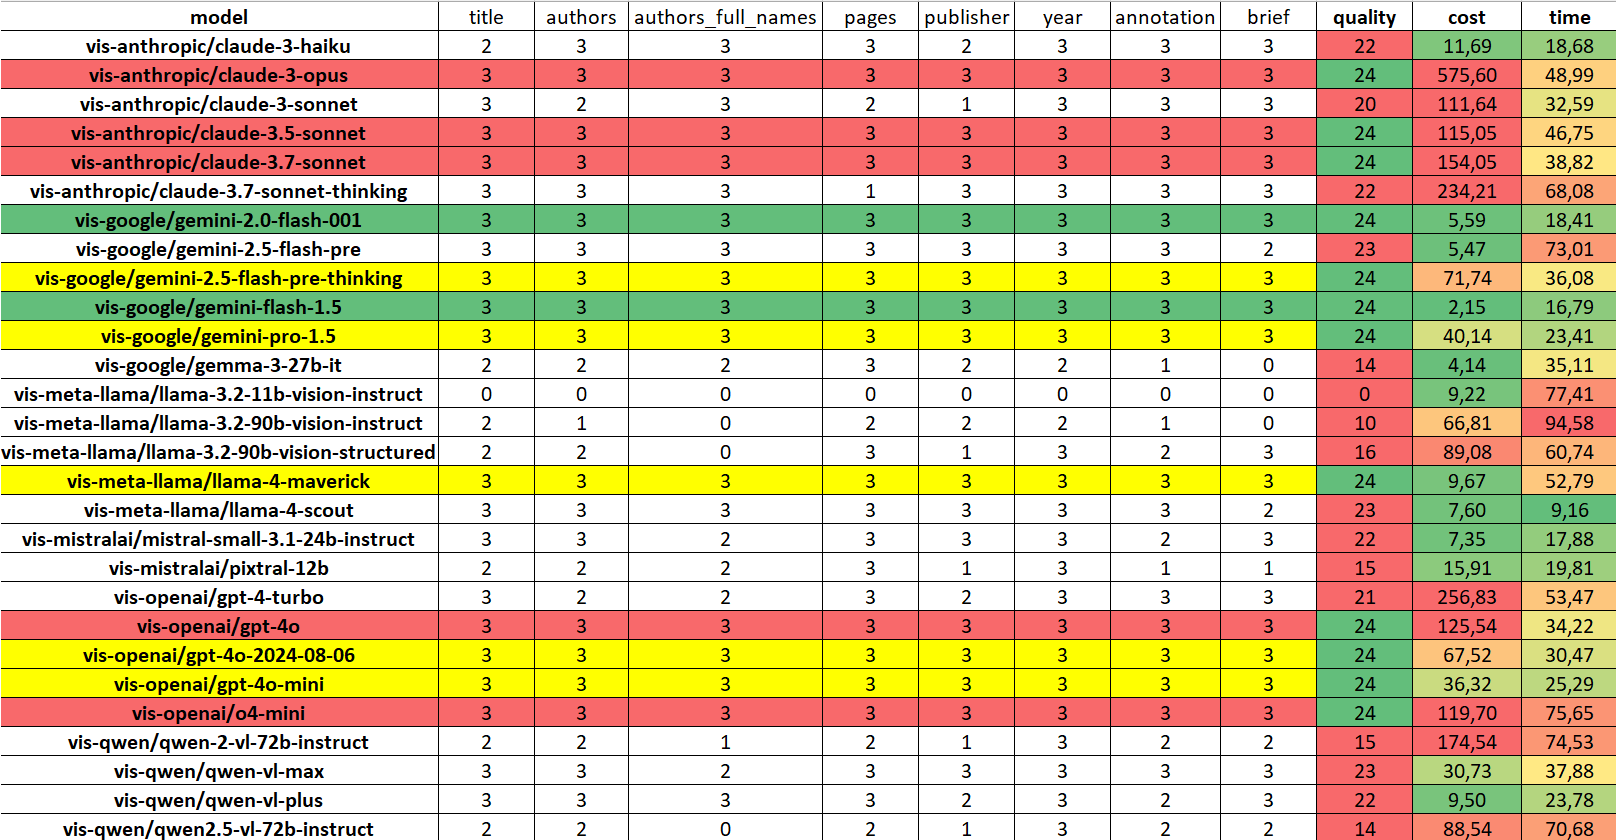 model title authors authors_full_names pages publisher year annotation brief quality cost time
vis-anthropic/claude-3-haiku 2 3 3 3 2 3 3 3 22 11,69 18,68
vis-anthropic/claude-3-opus 3 3 3 3 3 3 3 3 24 575,60 48,99
vis-anthropic/claude-3-sonnet 3 2 3 2 1 3 3 3 20 111,64 32,59
vis-anthropic/claude-3.5-sonnet 3 3 3 3 3 3 3 3 24 115,05 46,75
vis-anthropic/claude-3.7-sonnet 3 3 3 3 3 3 3 3 24 154,05 38,82
vis-anthropic/claude-3.7-sonnet-thinking 3 3 3 1 3 3 3 3 22 234,21 68,08
vis-google/gemini-2.0-flash-001 3 3 3 3 3 3 3 3 24 5,59 18,41
vis-google/gemini-2.5-flash-pre 3 3 3 3 3 3 3 2 23 5,47 73,01
vis-google/gemini-2.5-flash-pre-thinking 3 3 3 3 3 3 3 3 24 71,74 36,08
vis-google/gemini-flash-1.5 3 3 3 3 3 3 3 3 24 2,15 16,79
vis-google/gemini-pro-1.5 3 3 3 3 3 3 3 3 24 40,14 23,41
vis-google/gemma-3-27b-it 2 2 2 3 2 2 1 0 14 4,14 35,11
vis-meta-llama/llama-3.2-11b-vision-instruct 0 0 0 0 0 0 0 0 0 9,22 77,41
vis-meta-llama/llama-3.2-90b-vision-instruct 2 1 0 2 2 2 1 0 10 66,81 94,58
vis-meta-llama/llama-3.2-90b-vision-structured 2 2 0 3 1 3 2 3 16 89,08 60,74
vis-meta-llama/llama-4-maverick 3 3 3 3 3 3 3 3 24 9,67 52,79
vis-meta-llama/llama-4-scout 3 3 3 3 3 3 3 2 23 7,60 9,16
vis-mistralai/mistral-small-3.1-24b-instruct 3 3 2 3 3 3 2 3 22 7,35 17,88
vis-mistralai/pixtral-12b 2 2 2 3 1 3 1 1 15 15,91 19,81
vis-openai/gpt-4-turbo 3 2 2 3 2 3 3 3 21 256,83 53,47
vis-openai/gpt-4o 3 3 3 3 3 3 3 3 24 125,54 34,22
vis-openai/gpt-4o-2024-08-06 3 3 3 3 3 3 3 3 24 67,52 30,47
vis-openai/gpt-4o-mini 3 3 3 3 3 3 3 3 24 36,32 25,29
vis-openai/o4-mini 3 3 3 3 3 3 3 3 24 119,70 75,65
vis-qwen/qwen-2-vl-72b-instruct 2 2 1 2 1 3 2 2 15 174,54 74,53
vis-qwen/qwen-vl-max 3 3 2 3 3 3 3 3 23 30,73 37,88
vis-qwen/qwen-vl-plus 3 3 3 3 2 3 2 3 22 9,50 23,78
vis-qwen/qwen2.5-vl-72b-instruct 2 2 0 2 1 3 2 2 14 88,54 70,68